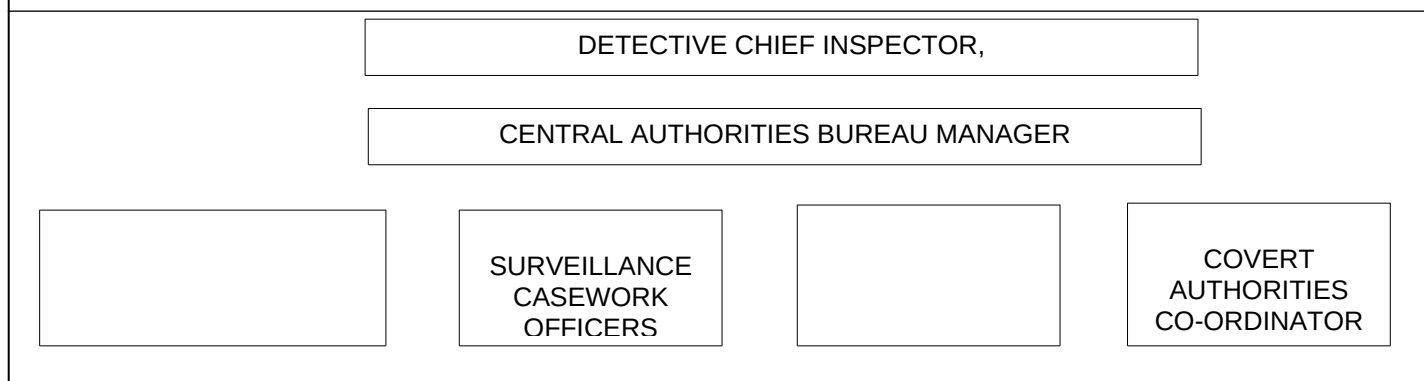 DETECTIVE CHIEF INSPECTOR,
CENTRAL AUTHORITIES BUREAU MANAGER
SURVEILLANCE
CASEWORK
OFFICERS
COVERT
AUTHORITIES
CO-ORDINATOR